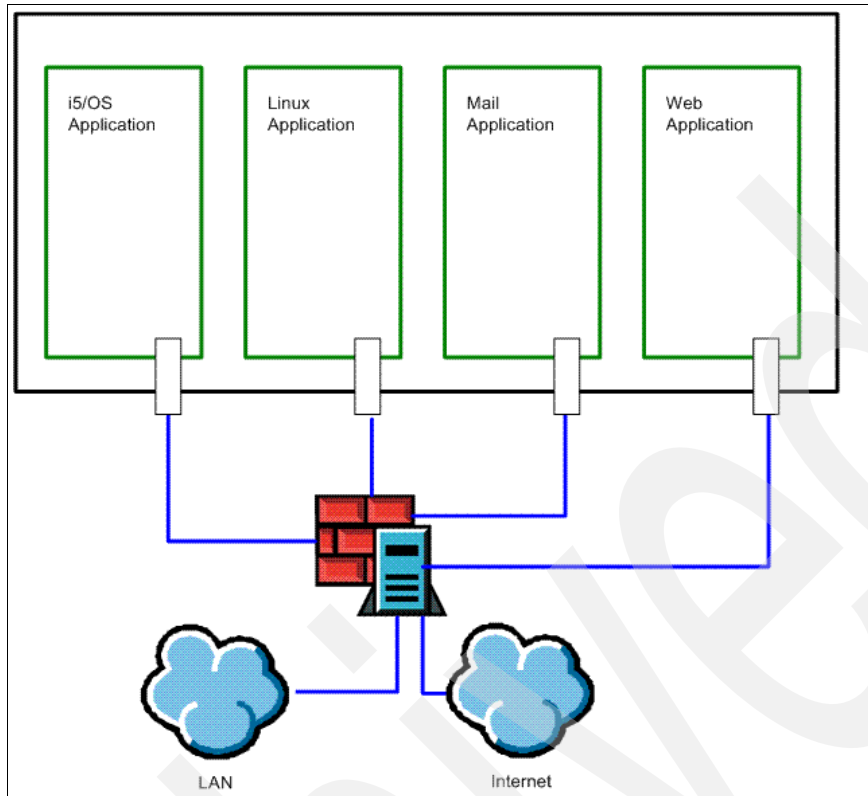 i5/OS
Application
Linux
Application
Mail
Application
Web
Application
LAN
Internet